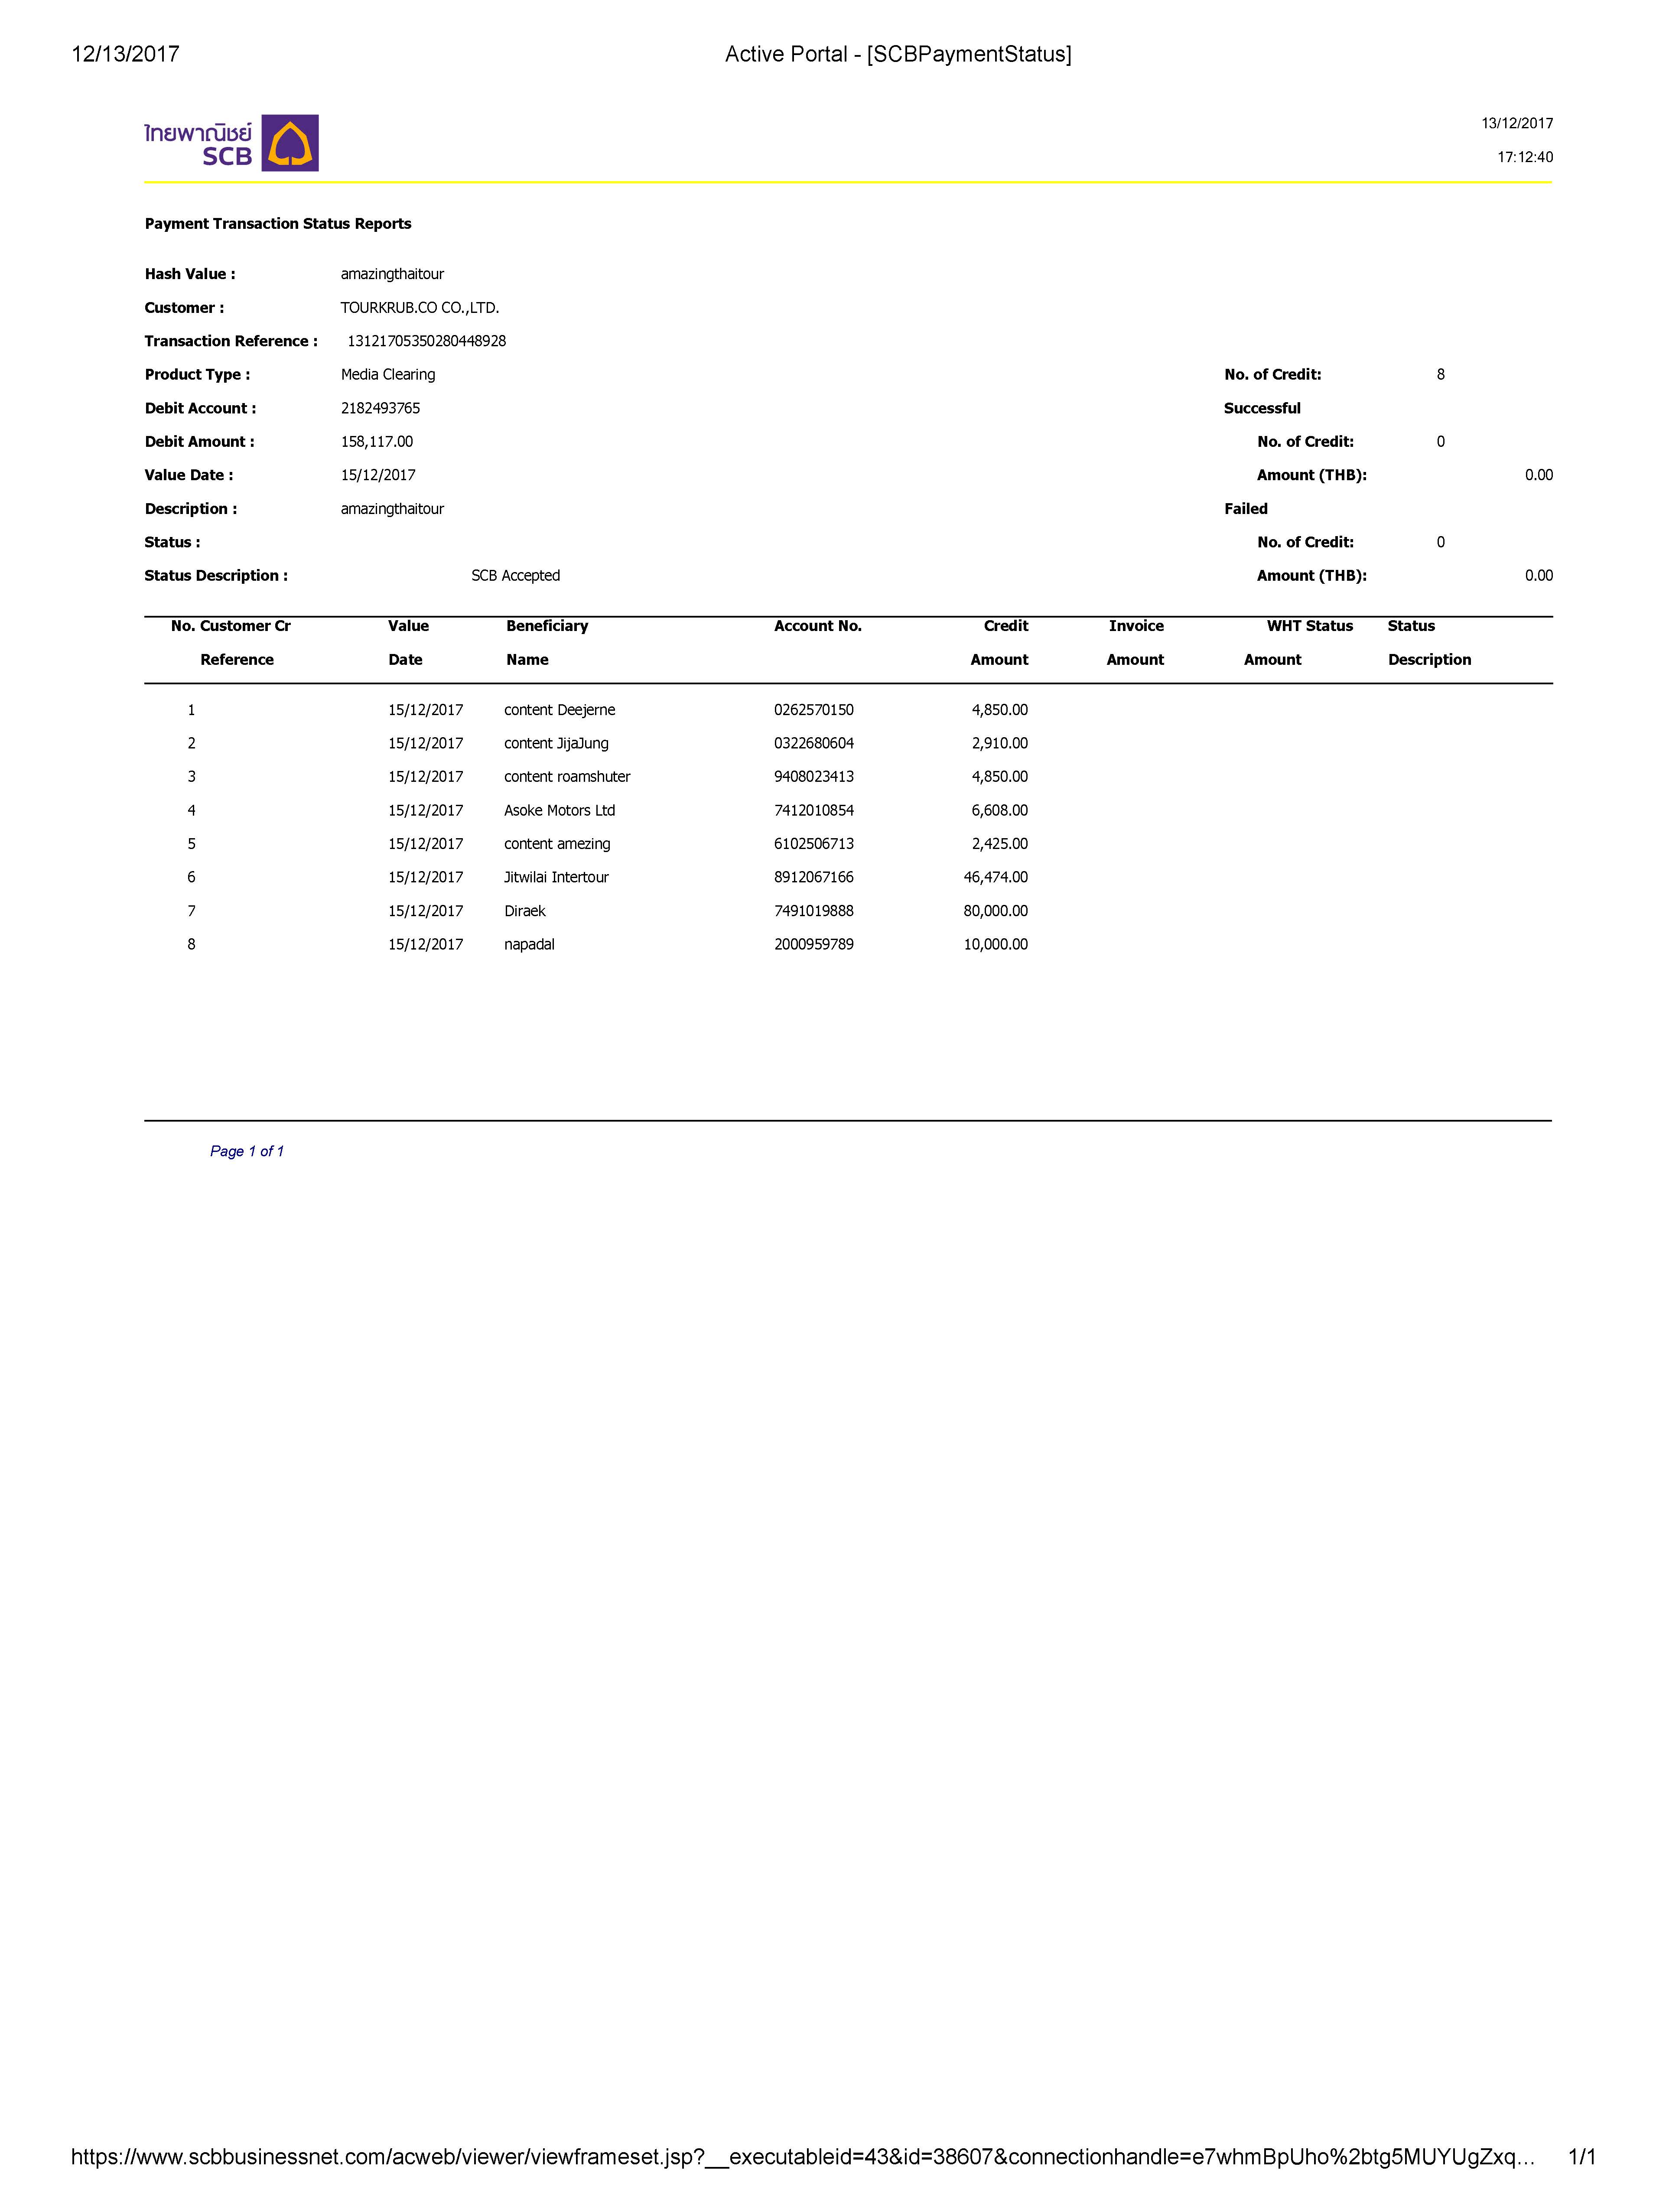 12/13/2017 Active Portal - [SCBPaymentStatus]
ไทยพาณิชย์
SCB
13/12/2017
17:12:40
Payment Transaction Status Reports
Hash Value : amazingthaitour
Customer : TOURKRUB.CO CO.,LTD.
Transaction Reference : 13121705350280448928
Product Type : Media Clearing No. of Credit: 8
Debit Account : 2182493765 Successful
Debit Amount : 158,117.00 No. of Credit: 0
Value Date : 15/12/2017 Amount (THB): 0.00
Description : amazingthaitour Failed
Status : No. of Credit: 0
Status Description : SCB Accepted Amount (THB): 0.00
No. Customer Cr Value Beneficiary Account No. Credit Invoice WHT Status Status
Reference Date Name Amount Amount Amount Description
1 15/12/2017 content Deejerne 0262570150 4,850.00
2 15/12/2017 content JijaJung 0322680604 2,910.00
3 15/12/2017 content roamshuter 9408023413 4,850.00
4 15/12/2017 Asoke Motors Ltd 7412010854 6,608.00
5 15/12/2017 content amezing 6102506713 2,425.00
6 15/12/2017 Jitwilai Intertour 8912067166 46,474.00
7 15/12/2017 Diraek 7491019888 80,000.00
8 15/12/2017 napadal 2000959789 10,000.00
Page 1 of 1
https://www.scbbusinessnet.com/acweb/viewer/viewframeset.jsp?__executableid=43&id=38607&connectionhandle=e7whmBpUho%2btg5MUYUgZxq... 1/1